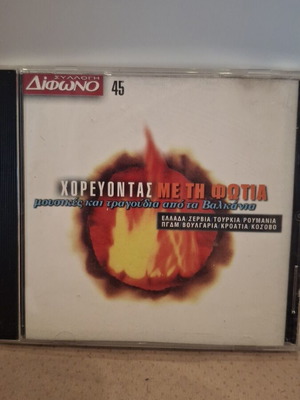 ΣΥΛΛΟΓΗ
Δίφωνο 45
ΧΟΡΕΥΟΝΤΑΣ ΜΕ ΤΗ ΦΩΤΙΑ
μουσικές και τραγούδια από τα Βαλκάνια
ΕΛΛΑΔΑ·ΣΕΡΒΙΑ·ΤΟΥΡΚΙΑ·ΡΟΥΜΑΝΙΑ
ΠΓΔΜ·ΒΟΥΛΓΑΡΙΑ·ΚΡΟΑΤΙΑ·ΚΟΣΟΒΟ